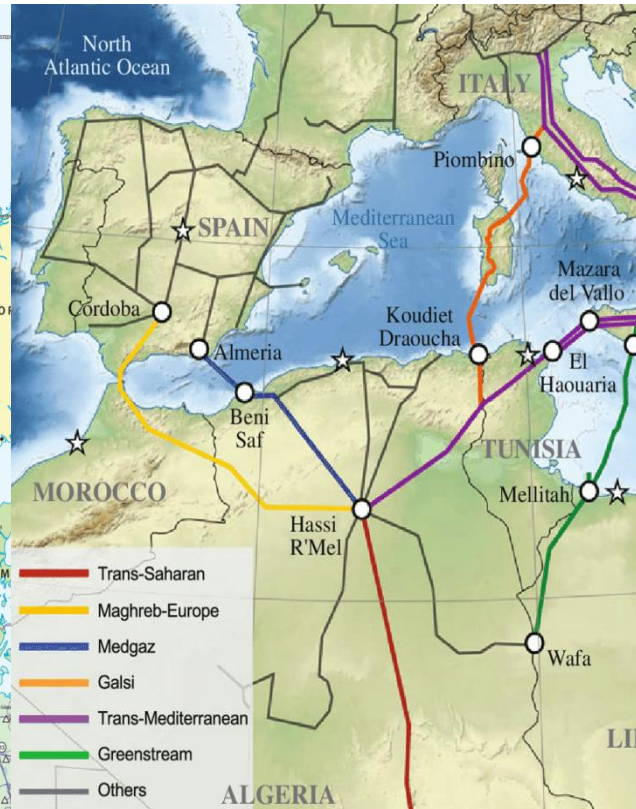 North
Atlantic Ocean
ITALY
Piombino
SPAIN
Mediterranean
Sea
Mazara
del Vallo
Cordoba
Koudiet
Draoucha
Almeria
El
Haouaria
Beni
Saf
TUNISIA
MOROCCO
Mellitah
Hassi
R'Mel
Trans-Saharan
Maghreb-Europe
Medgaz
Wafa
Galsi
Trans-Mediterranean
Greenstream
LI
Others
ALGERIA